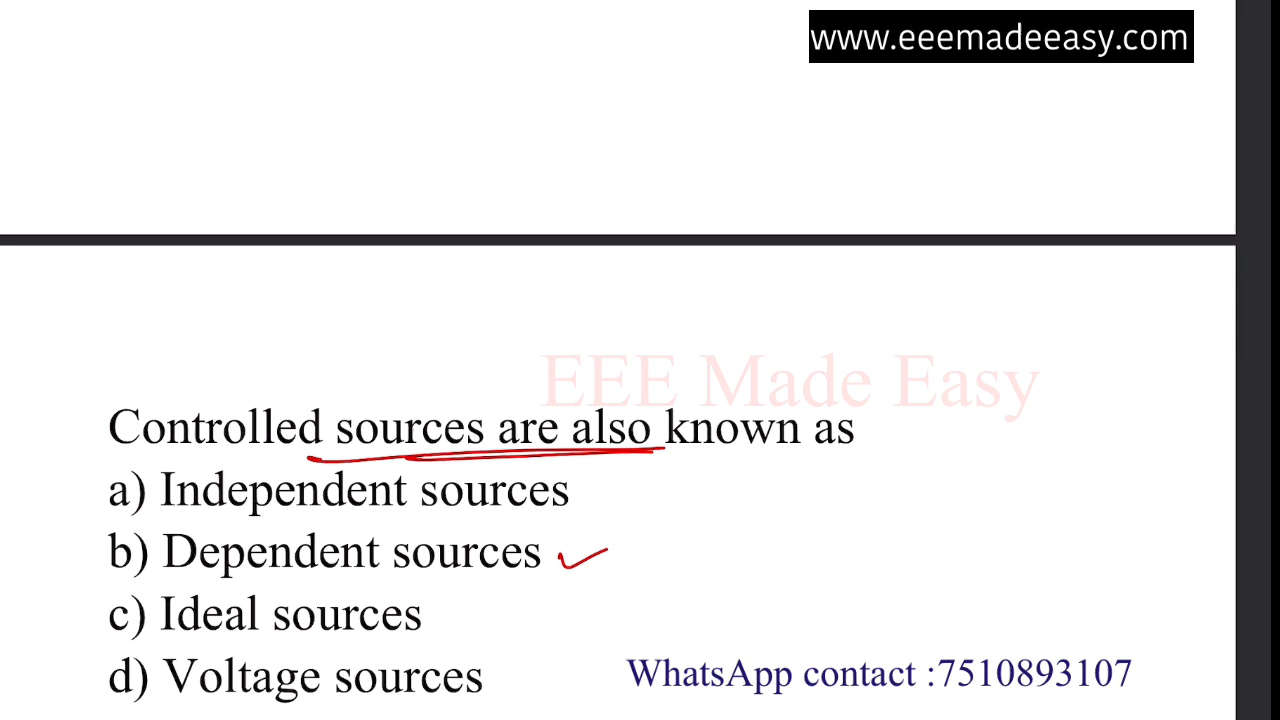 www.eeemadeeasy.com
EEE Made Easy
Controlled sources are also known as
a) Independent sources
b) Dependent sources
c) Ideal sources
d) Voltage sources
WhatsApp contact :7510893107